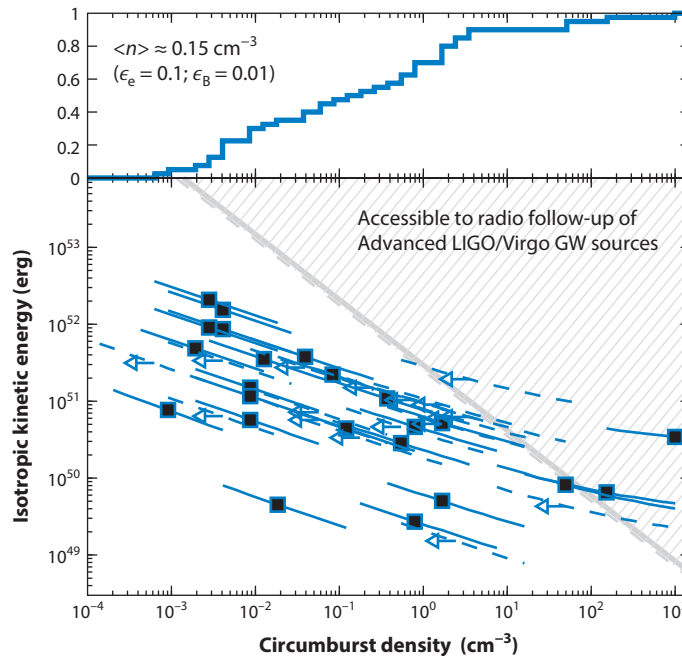 1
0.8
0.6
0.4
0.2
0
<n> ≈ 0.15 cm⁻³
(ϵₑ = 0.1; ϵ_B = 0.01)
Accessible to radio follow-up of
Advanced LIGO/Virgo GW sources
Isotropic kinetic energy (erg)
10⁵³
10⁵²
10⁵¹
10⁵⁰
10⁴⁹
10⁻⁴ 10⁻³ 10⁻² 10⁻¹ 10⁰ 10¹ 10² 10³
Circumburst density (cm⁻³)